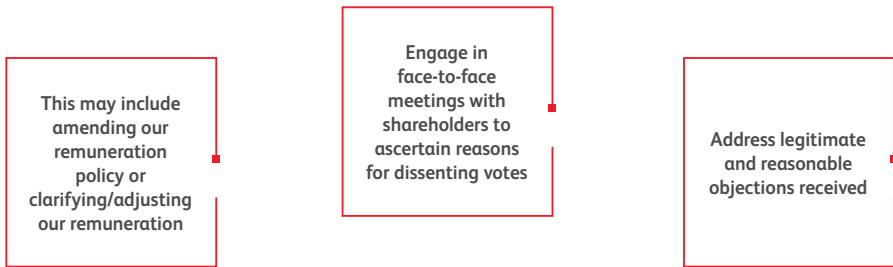 This may include
amending our
remuneration
policy or
clarifying/adjusting
our remuneration
Engage in
face-to-face
meetings with
shareholders to
ascertain reasons
for dissenting votes
Address legitimate
and reasonable
objections received